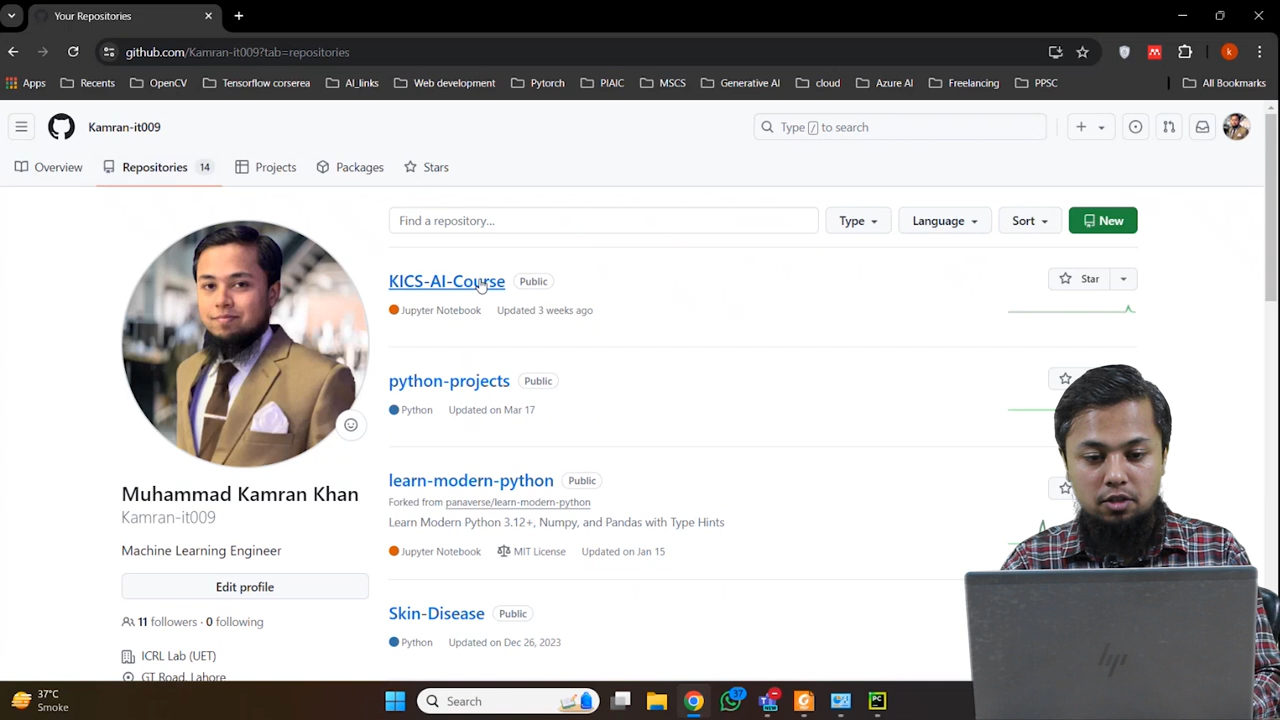 Your Repositories
github.com/Kamran-it009?tab=repositories
k
Apps Recents OpenCV Tensorflow corsera AI_links Web development Pytorch PIAIC MSCS Generative AI cloud Azure AI Freelancing PPSC All Bookmarks
Kamran-it009
Type / to search
Overview Repositories 14 Projects Packages Stars
Find a repository...
Type Language Sort New
KICS-AI-Course Public
Star
Jupyter Notebook Updated 3 weeks ago
python-projects Public
Python Updated on Mar 17
learn-modern-python Public
Forked from panaverse/learn-modern-python
Learn Modern Python 3.12+, Numpy, and Pandas with Type Hints
Jupyter Notebook MIT License Updated on Jan 15
Skin-Disease Public
Python Updated on Dec 26, 2023
Muhammad Kamran Khan
Kamran-it009
Machine Learning Engineer
Edit profile
11 followers · 0 following
ICRL Lab (UET)
GT Road, Lahore
37°C
Smoke
Search
37
PC
hp